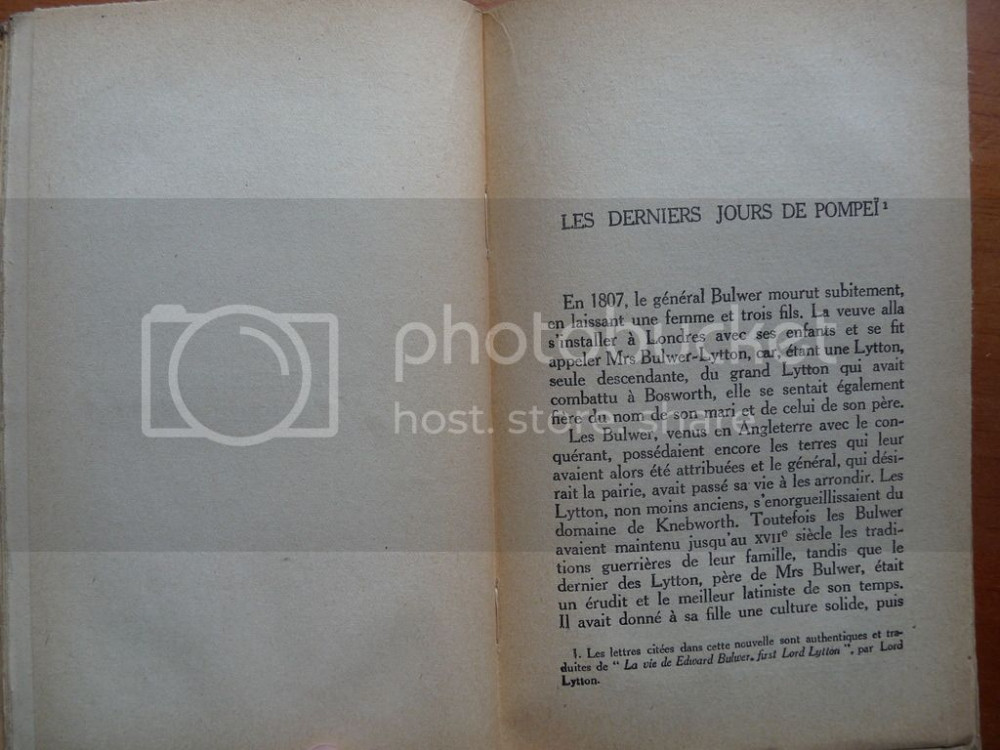 LES DERNIERS JOURS DE POMPEÏ¹
En 1807, le général Bulwer mourut subitement,
en laissant une femme et trois fils. La veuve alla
s'installer à Londres avec ses enfants et se fit
appeler Mrs Bulwer-Lytton, car, étant une Lytton,
seule descendante, du grand Lytton qui avait
combattu à Bosworth, elle se sentait également
fière du nom de son mari et de celui de son père.
Les Bulwer, venus en Angleterre avec le con-
quérant, possédaient encore les terres qui leur
avaient alors été attribuées et le général, qui dési-
rait la pairie, avait passé sa vie à les arrondir. Les
Lytton, non moins anciens, s'enorgueillissaient du
domaine de Knebworth. Toutefois les Bulwer
avaient maintenu jusqu'au XVIIe siècle les tradi-
tions guerrières de leur famille, tandis que le
dernier des Lytton, père de Mrs Bulwer, était
un érudit et le meilleur latiniste de son temps.
Il avait donné à sa fille une culture solide, puis
1. Les lettres citées dans cette nouvelle sont authentiques et tra-
duites de " La vie de Edward Bulwer, first Lord Lytton ", par Lord
Lytton.
photobucket
host. store. share.